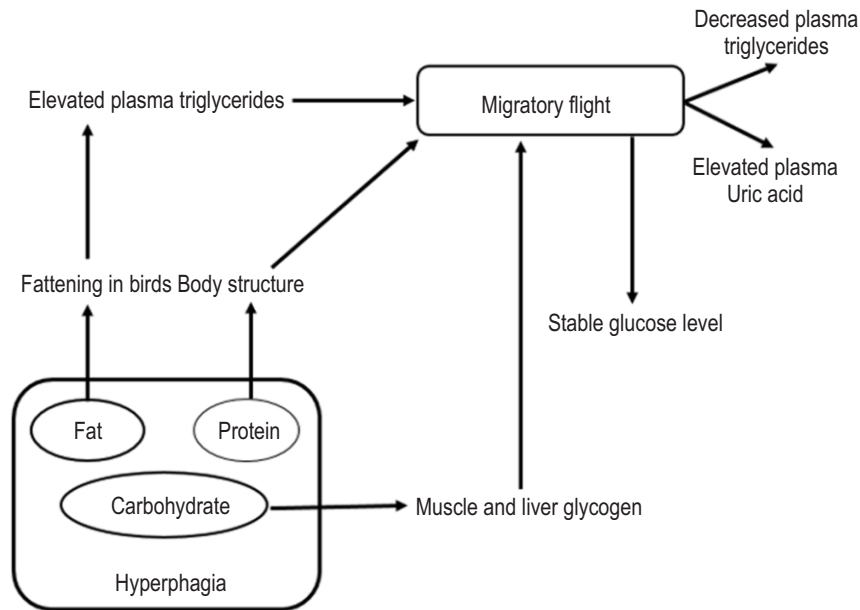 Decreased plasma
triglycerides
Elevated plasma triglycerides
Migratory flight
Elevated plasma
Uric acid
Fattening in birds Body structure
Stable glucose level
Fat
Protein
Carbohydrate
Muscle and liver glycogen
Hyperphagia